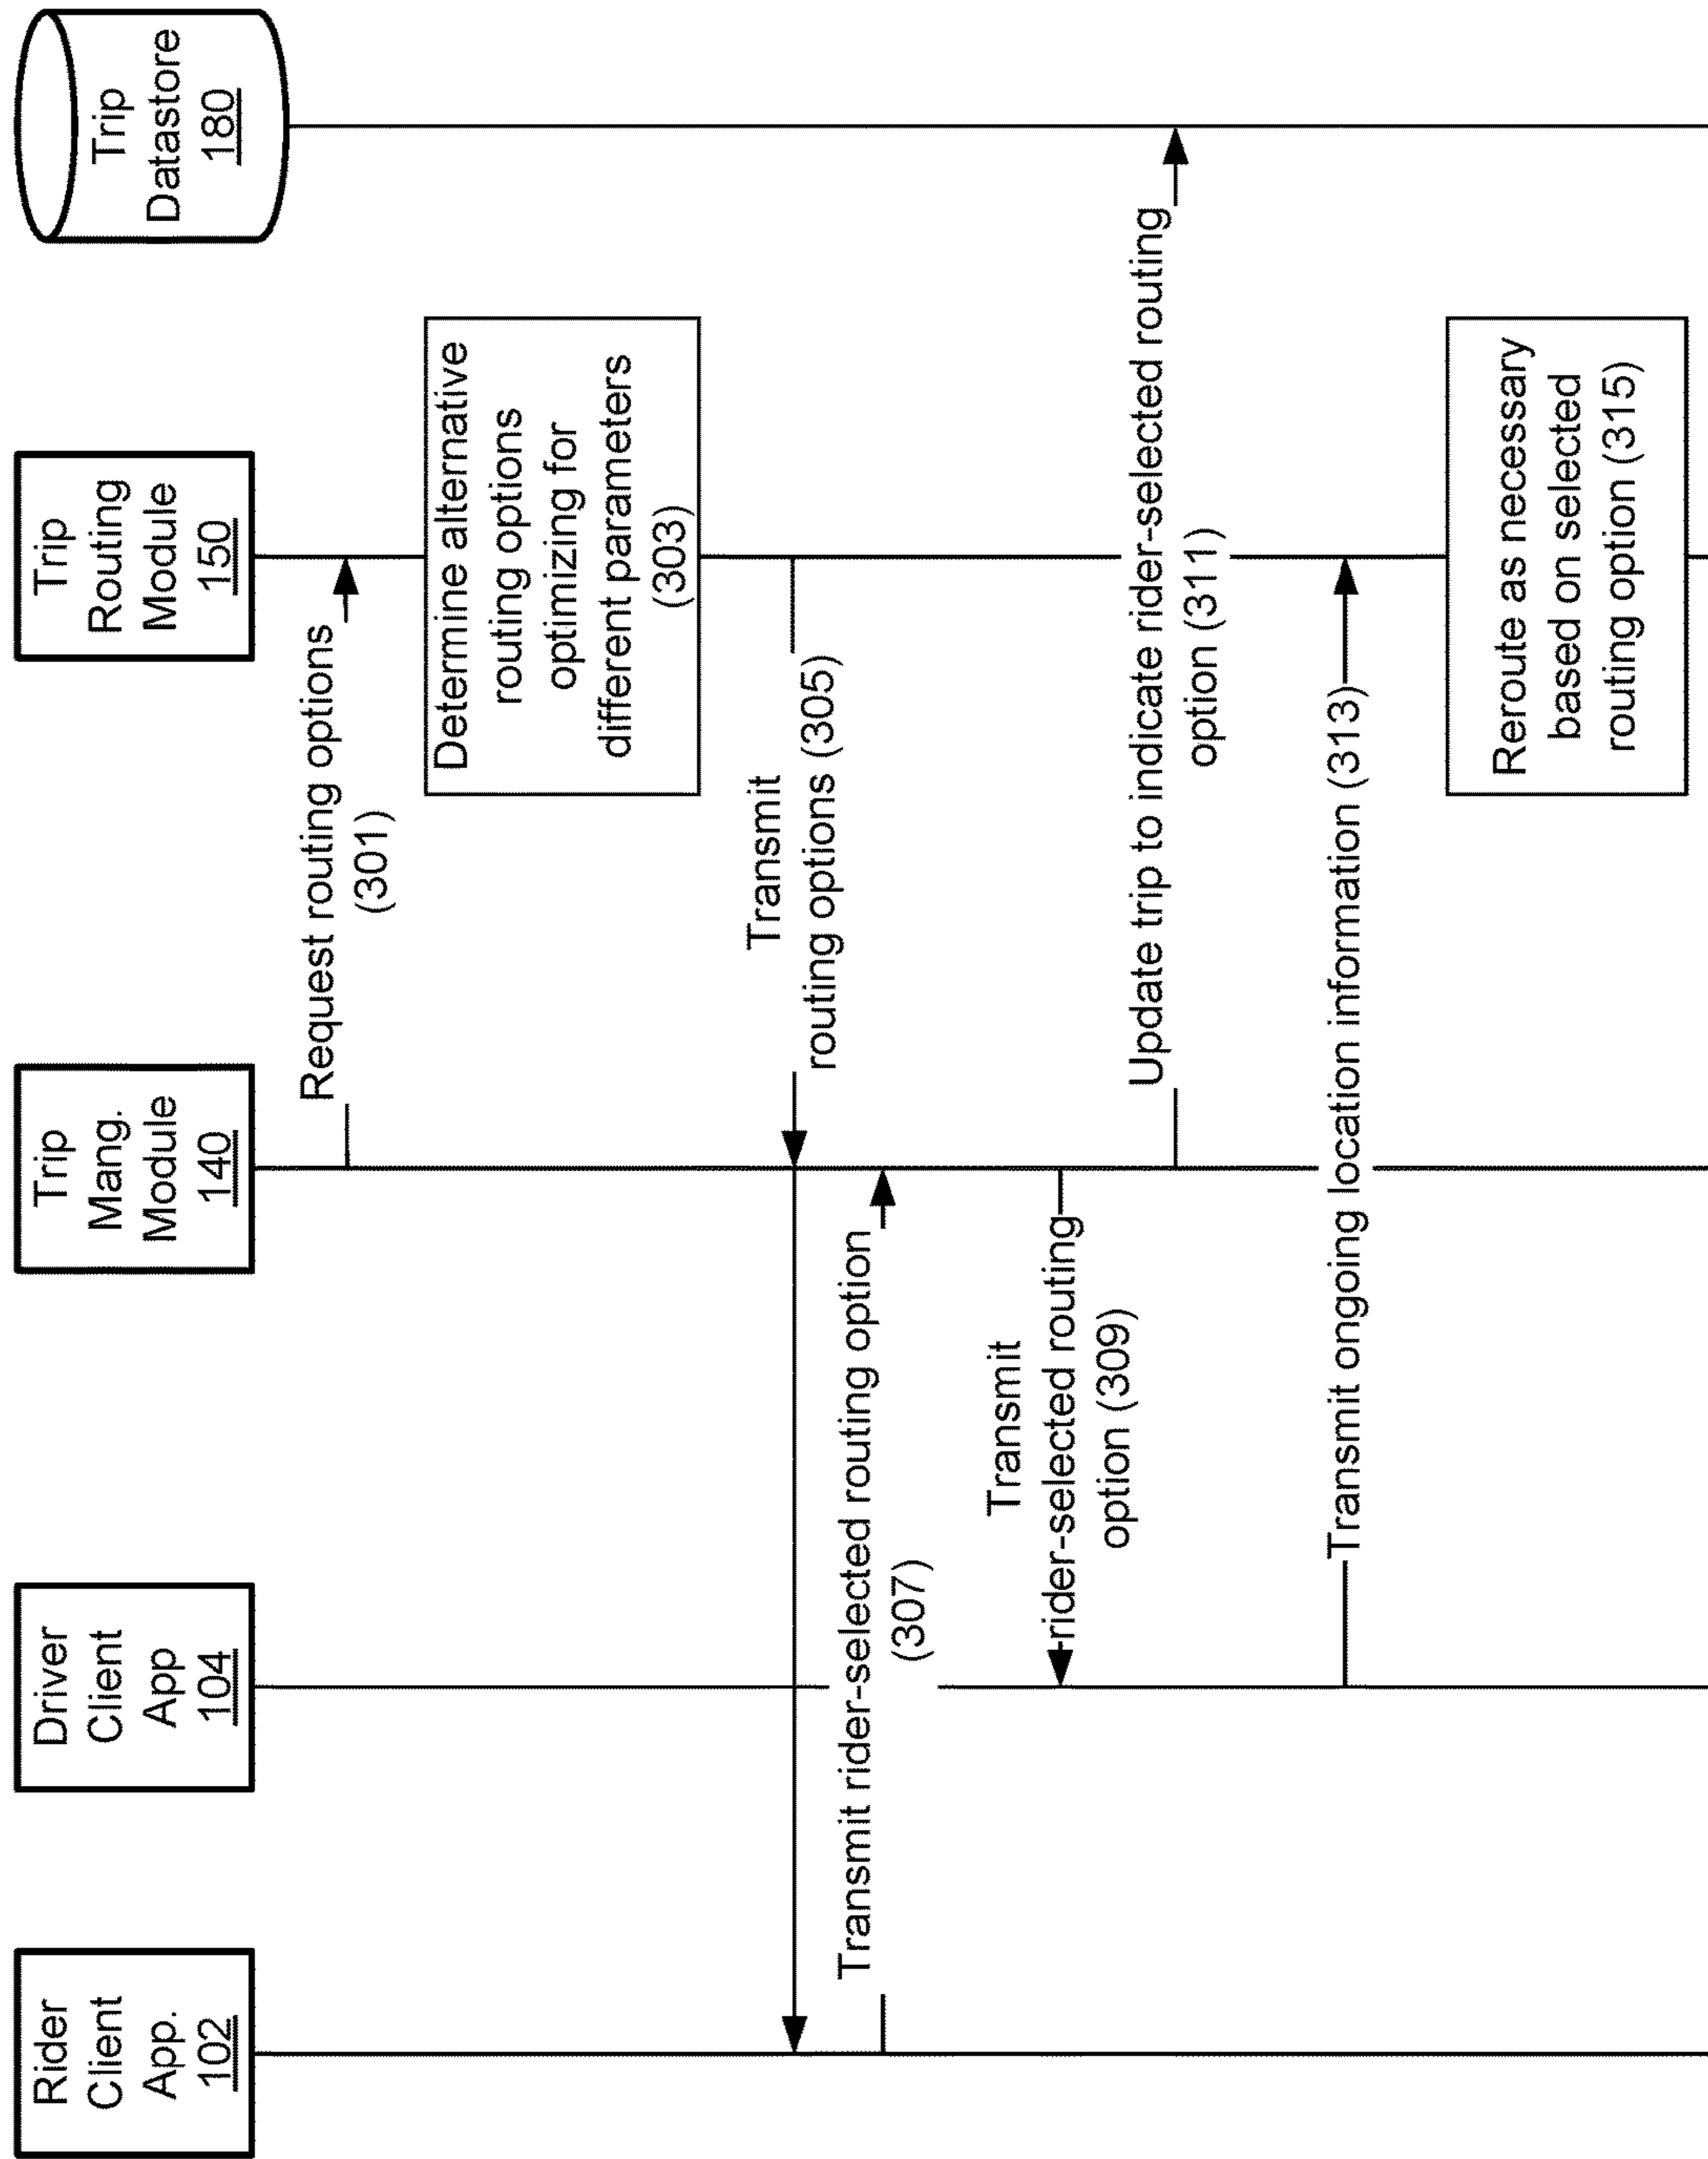 Rider
Client
App.
102
Driver
Client
App
104
Trip
Mang.
Module
140
Trip
Routing
Module
150
Trip
Datastore
180
Request routing options
(301)
Determine alternative
routing options
optimizing for
different parameters
(303)
Transmit
routing options (305)
Transmit rider-selected routing option
(307)
Transmit
rider-selected routing
option (309)
Update trip to indicate rider-selected routing
option (311)
Transmit ongoing location information (313)
Reroute as necessary
based on selected
routing option (315)